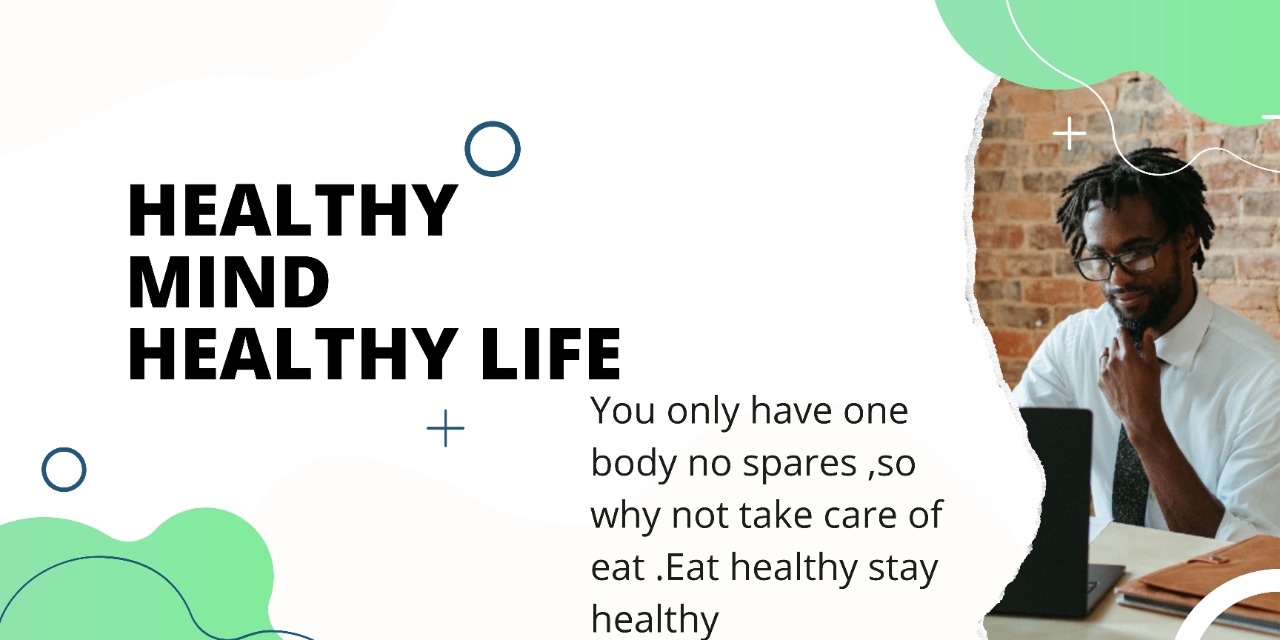 HEALTHY
MIND
HEALTHY LIFE
You only have one
body no spares ,so
why not take care of
eat .Eat healthy stay
healthy